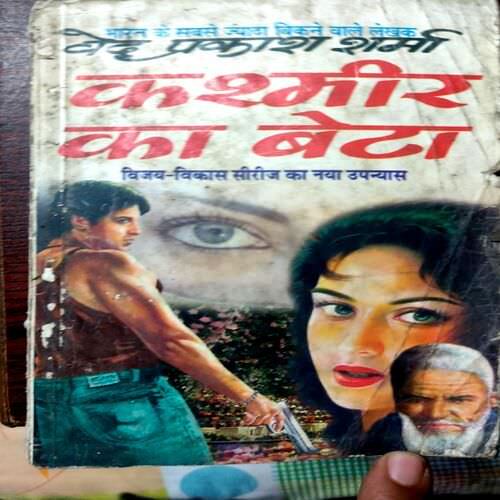 भारत के सबसे ज्यादा बिकने वाले लेखक
वेद प्रकाश शर्मा
कश्मीर
का बेटा
विजय-विकास सीरीज का नया उपन्यास